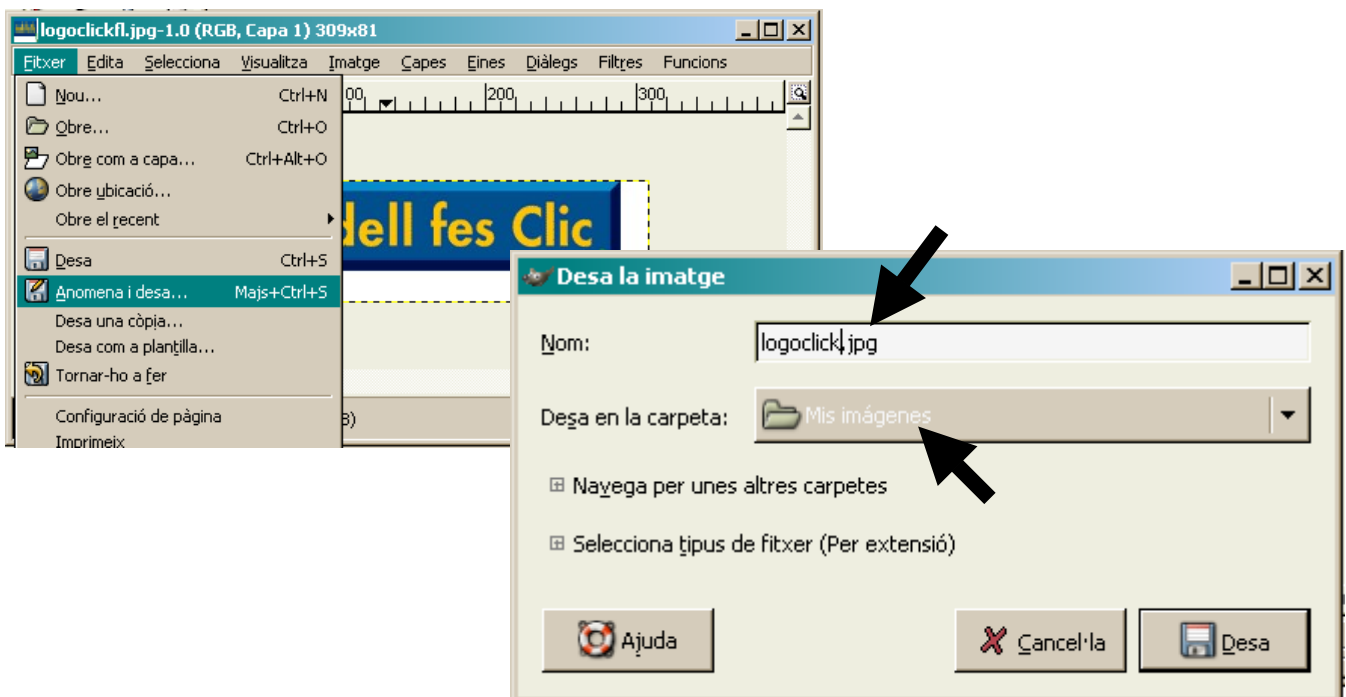 logoclickfl.jpg-1.0 (RGB, Capa 1) 309x81
Fitxer Edita Selecciona Visualitza Imatge Capes Eines Diàlegs Filtres Funcions
Nou... Ctrl+N
Obre... Ctrl+O
Obre com a capa... Ctrl+Alt+O
Obre ubicació...
Obre el recent
Desa Ctrl+S
Anomena i desa... Majs+Ctrl+S
Desa una còpia...
Desa com a plantilla...
Tornar-ho a fer
Configuració de pàgina
Imprimeix
00 200 300
dell fes Clic
B)
Desa la imatge
Nom: logoclick.jpg
Desa en la carpeta: Mis imágenes
Navega per unes altres carpetes
Selecciona tipus de fitxer (Per extensió)
Ajuda Cancel·la Desa